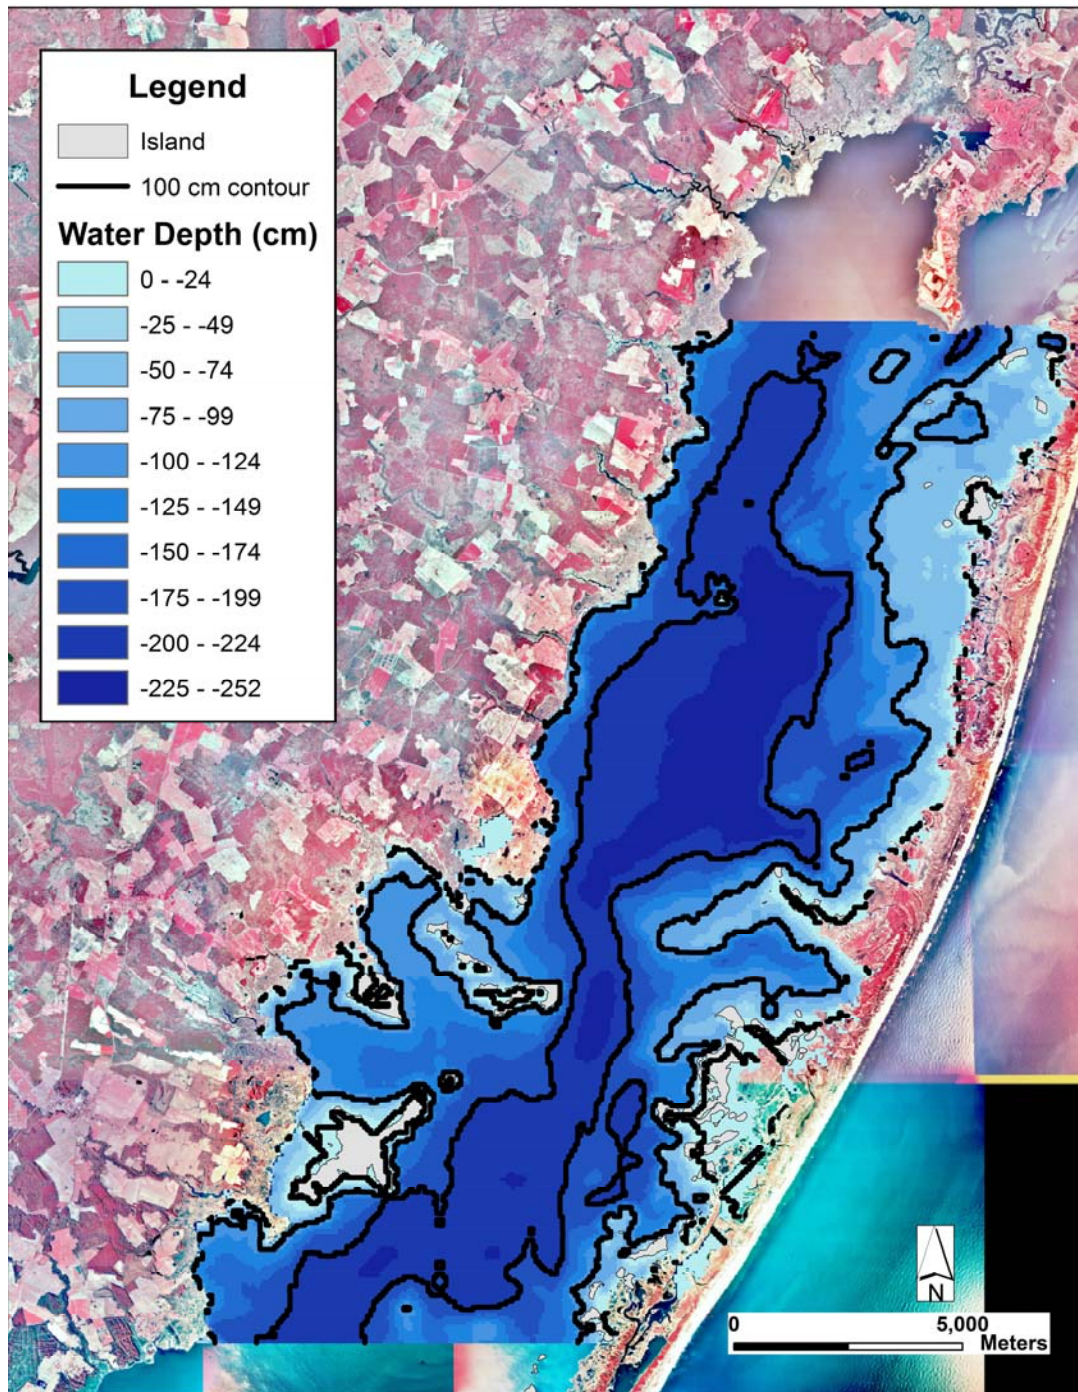 Legend
Island
100 cm contour
Water Depth (cm)
0 - -24
-25 - -49
-50 - -74
-75 - -99
-100 - -124
-125 - -149
-150 - -174
-175 - -199
-200 - -224
-225 - -252
N
0 5,000
Meters